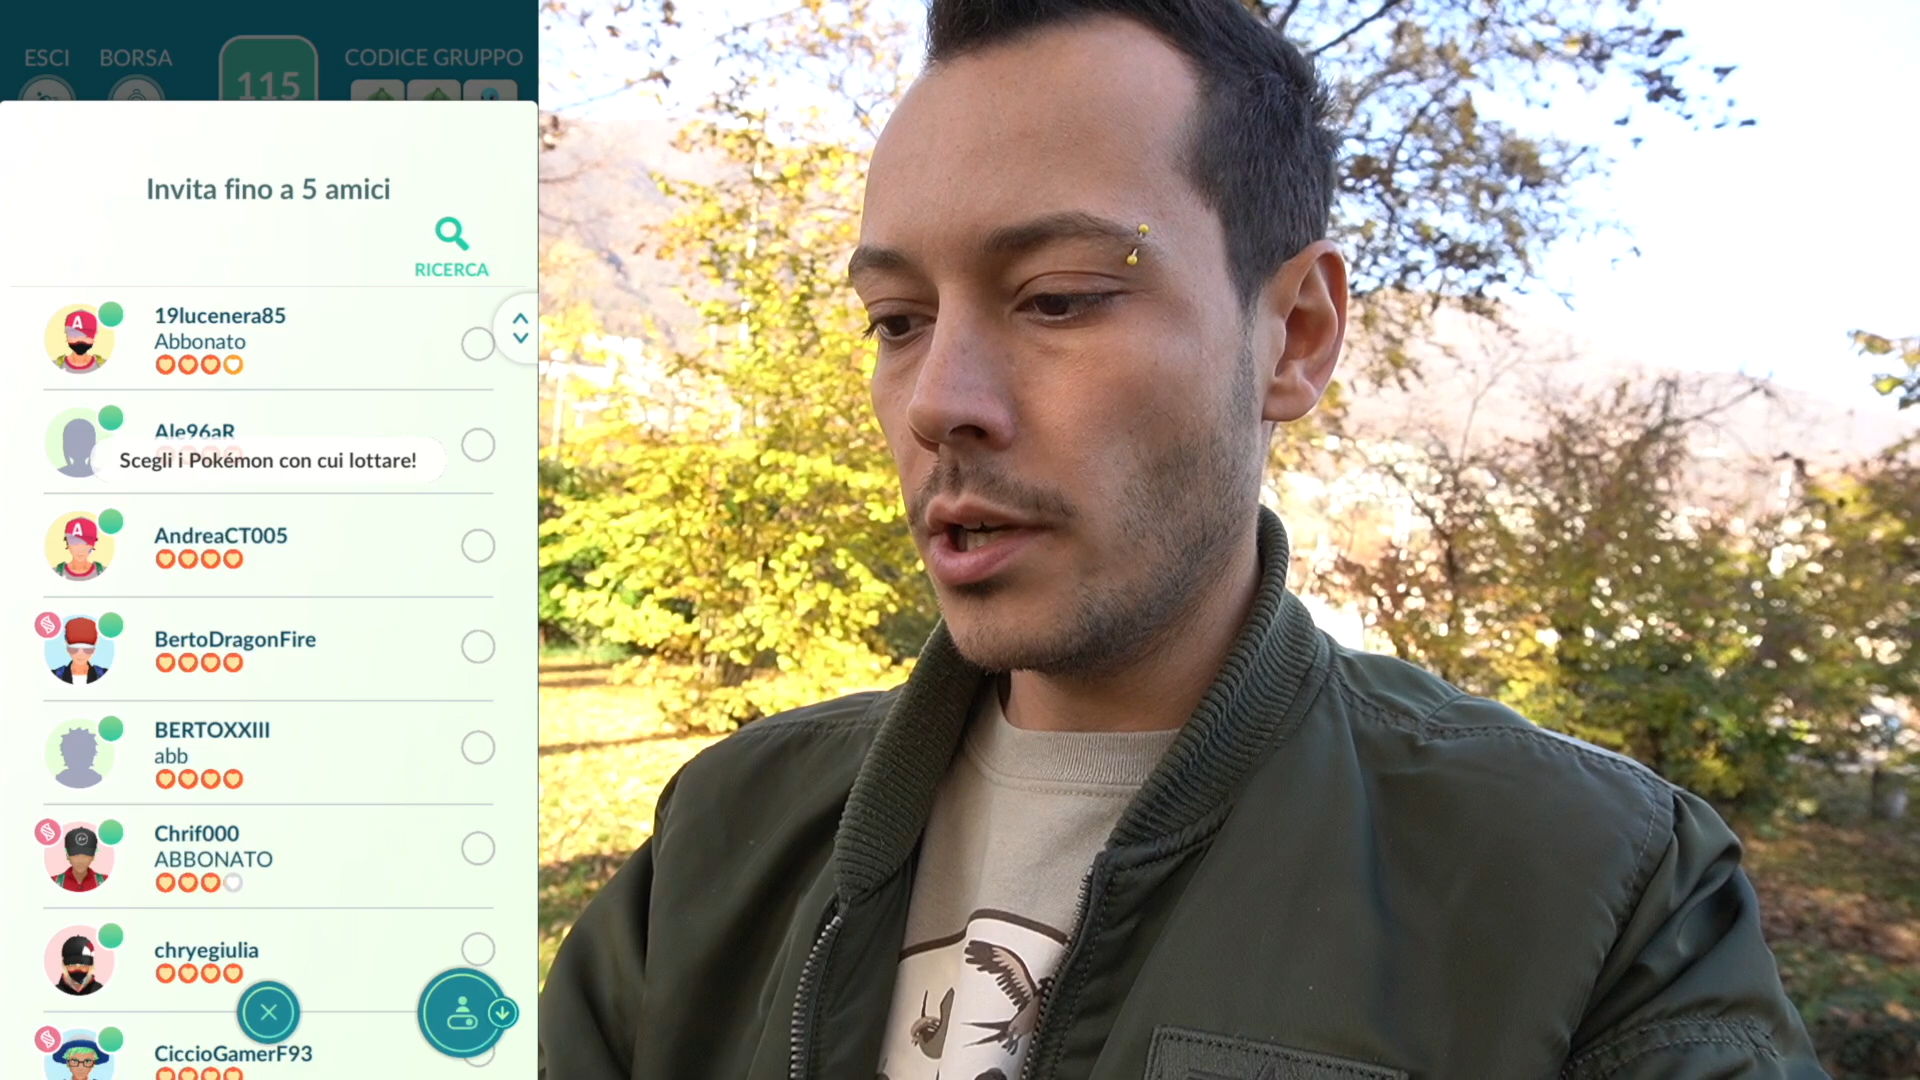 ESCI BORSA 115 CODICE GRUPPO
Invita fino a 5 amici
RICERCA
19lucenera85
Abbonato
Ale96aR
Scegli i Pokémon con cui lottare!
AndreaCT005
BertoDragonFire
BERTOXXIII
abb
Chrif000
ABBONATO
chryegiulia
CiccioGamerF93